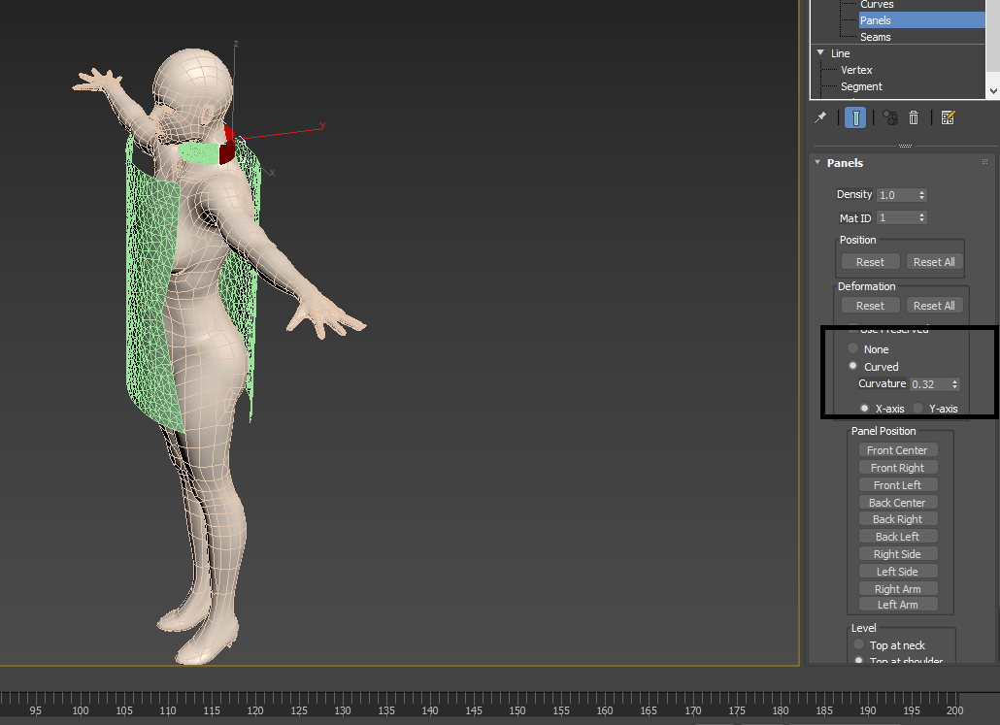 Curves
Panels
Seams
Line
Vertex
Segment
z
y
x
Panels
Density 1.0
Mat ID 1
Position
Reset Reset All
Deformation
Reset Reset All
Use Preserved
None
Curved
Curvature 0.32
X-axis Y-axis
Panel Position
Front Center
Front Right
Front Left
Back Center
Back Right
Back Left
Right Side
Left Side
Right Arm
Left Arm
Level
Top at neck
Top at shoulder
95 100 105 110 115 120 125 130 135 140 145 150 155 160 165 170 175 180 185 190 195 200